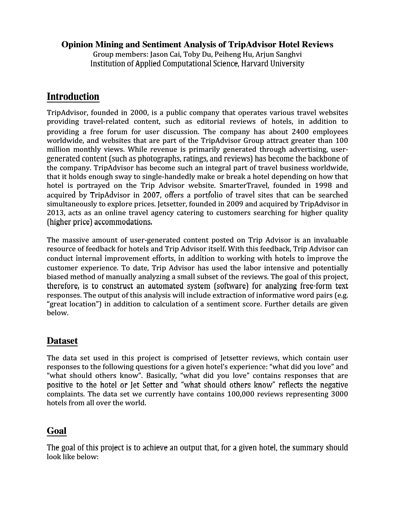 Opinion Mining and Sentiment Analysis of TripAdvisor Hotel Reviews
Group members: Jason Cai, Toby Du, Peiheng Hu, Arjun Sanghvi
Institution of Applied Computational Science, Harvard University
Introduction
TripAdvisor, founded in 2000, is a public company that operates various travel websites
providing travel-related content, such as editorial reviews of hotels, in addition to
providing a free forum for user discussion. The company has about 2400 employees
worldwide, and websites that are part of the TripAdvisor Group attract greater than 100
million monthly views. While revenue is primarily generated through advertising, user-
generated content (such as photographs, ratings, and reviews) has become the backbone of
the company. TripAdvisor has become such an integral part of travel business worldwide,
that it holds enough sway to single-handedly make or break a hotel depending on how that
hotel is portrayed on the Trip Advisor website. SmarterTravel, founded in 1998 and
acquired by TripAdvisor in 2007, offers a portfolio of travel sites that can be searched
simultaneously to explore prices. Jetsetter, founded in 2009 and acquired by TripAdvisor in
2013, acts as an online travel agency catering to customers searching for higher quality
(higher price) accommodations.
The massive amount of user-generated content posted on Trip Advisor is an invaluable
resource of feedback for hotels and Trip Advisor itself. With this feedback, Trip Advisor can
conduct internal improvement efforts, in addition to working with hotels to improve the
customer experience. To date, Trip Advisor has used the labor intensive and potentially
biased method of manually analyzing a small subset of the reviews. The goal of this project,
therefore, is to construct an automated system (software) for analyzing free-form text
responses. The output of this analysis will include extraction of informative word pairs (e.g.
"great location") in addition to calculation of a sentiment score. Further details are given
below.
Dataset
The data set used in this project is comprised of Jetsetter reviews, which contain user
responses to the following questions for a given hotel's experience: "what did you love" and
"what should others know". Basically, "what did you love" contains responses that are
positive to the hotel or Jet Setter and "what should others know" reflects the negative
complaints. The data set we currently have contains 100,000 reviews representing 3000
hotels from all over the world.
Goal
The goal of this project is to achieve an output that, for a given hotel, the summary should
look like below: